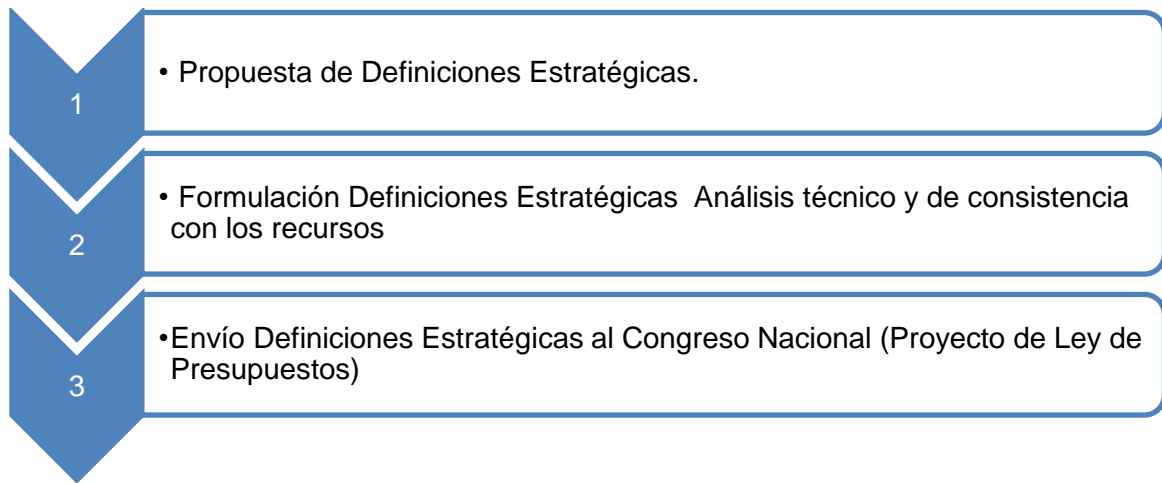 1
• Propuesta de Definiciones Estratégicas.
2
• Formulación Definiciones Estratégicas  Análisis técnico y de consistencia
con los recursos
3
•Envío Definiciones Estratégicas al Congreso Nacional (Proyecto de Ley de
Presupuestos)